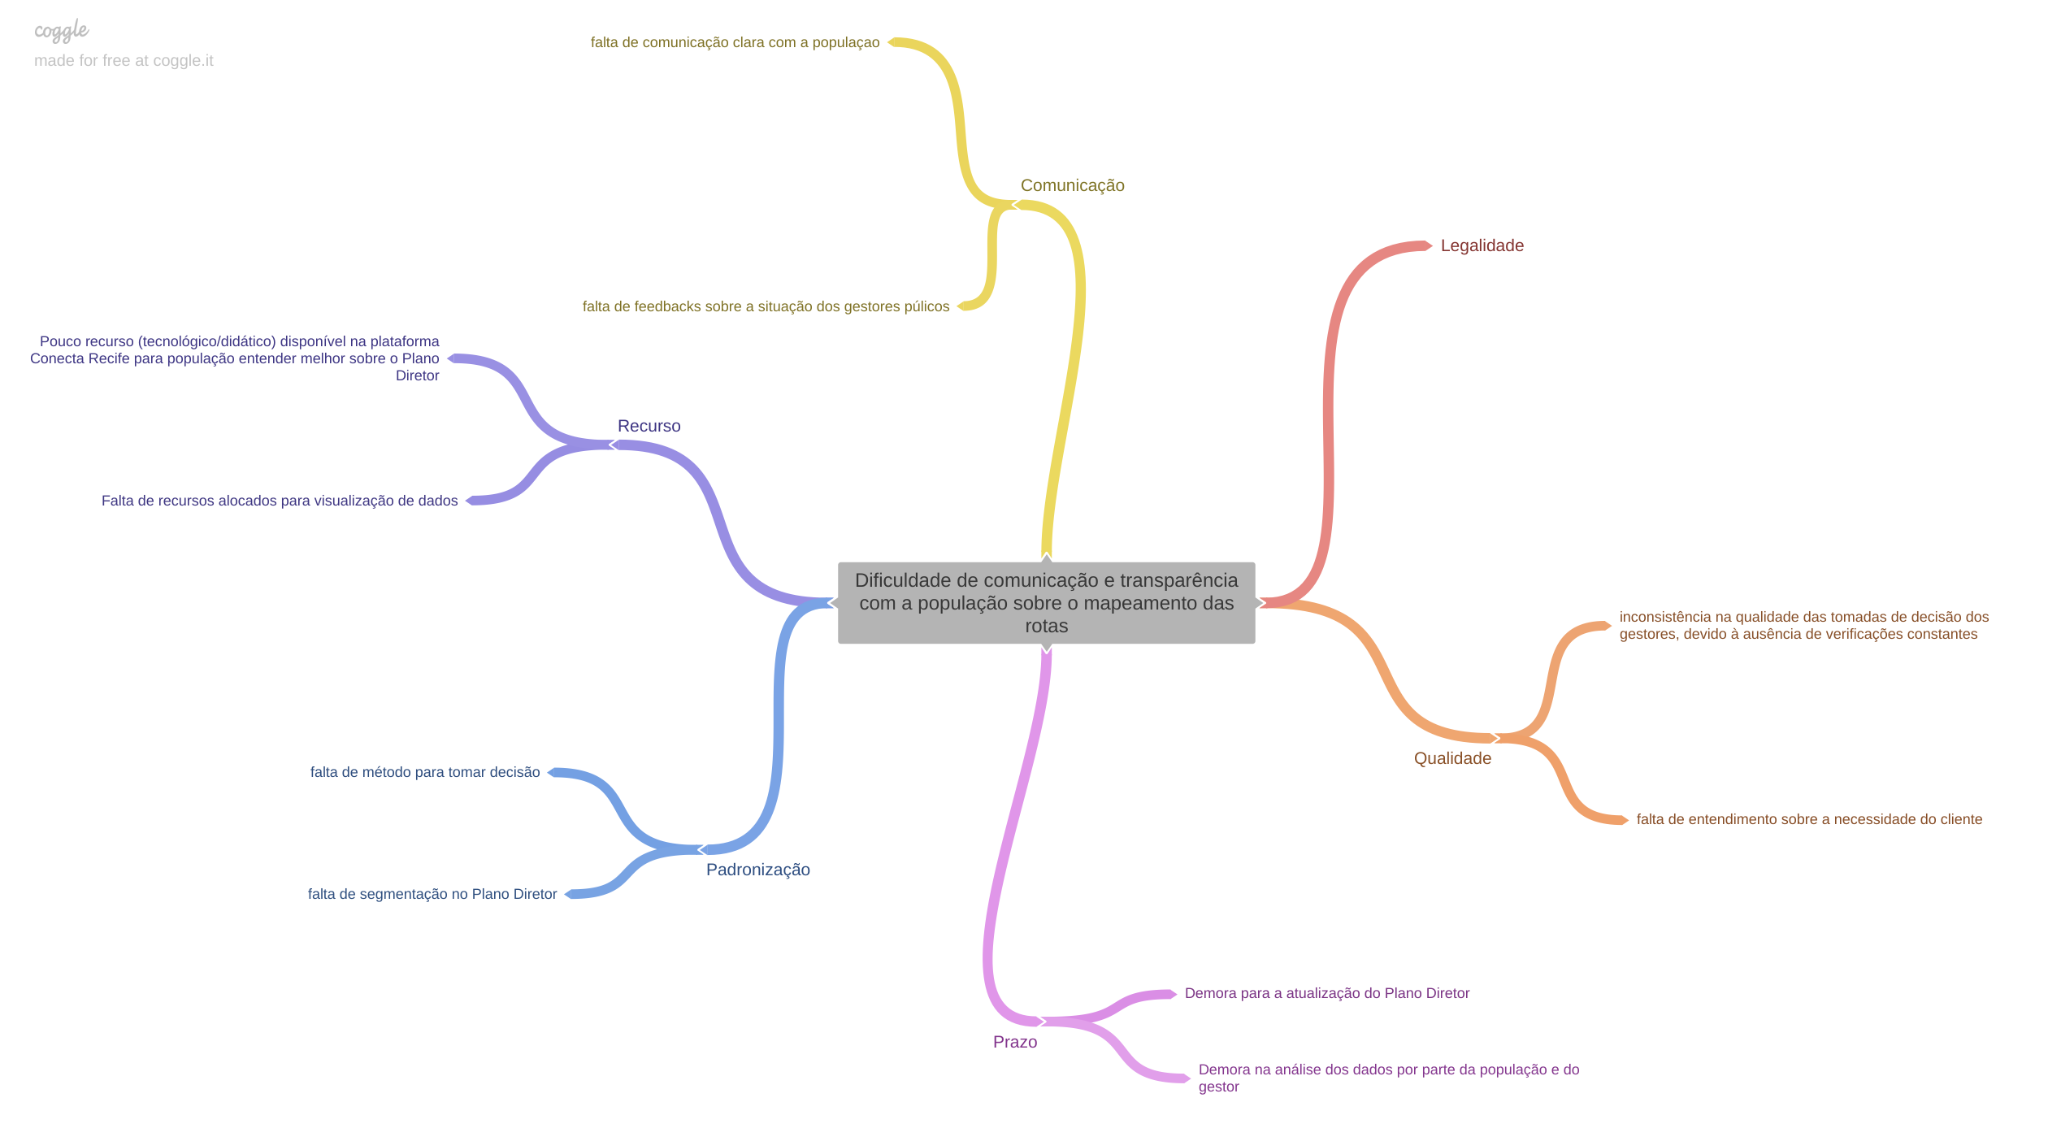 coggle
made for free at coggle.it
falta de comunicação clara com a populaçao
Comunicação
falta de feedbacks sobre a situação dos gestores púlicos
Legalidade
Pouco recurso (tecnológico/didático) disponível na plataforma
Conecta Recife para população entender melhor sobre o Plano
Diretor
Recurso
Falta de recursos alocados para visualização de dados
Dificuldade de comunicação e transparência
com a população sobre o mapeamento das
rotas
inconsistência na qualidade das tomadas de decisão dos
gestores, devido à ausência de verificações constantes
Qualidade
falta de entendimento sobre a necessidade do cliente
falta de método para tomar decisão
Padronização
falta de segmentação no Plano Diretor
Demora para a atualização do Plano Diretor
Prazo
Demora na análise dos dados por parte da população e do
gestor